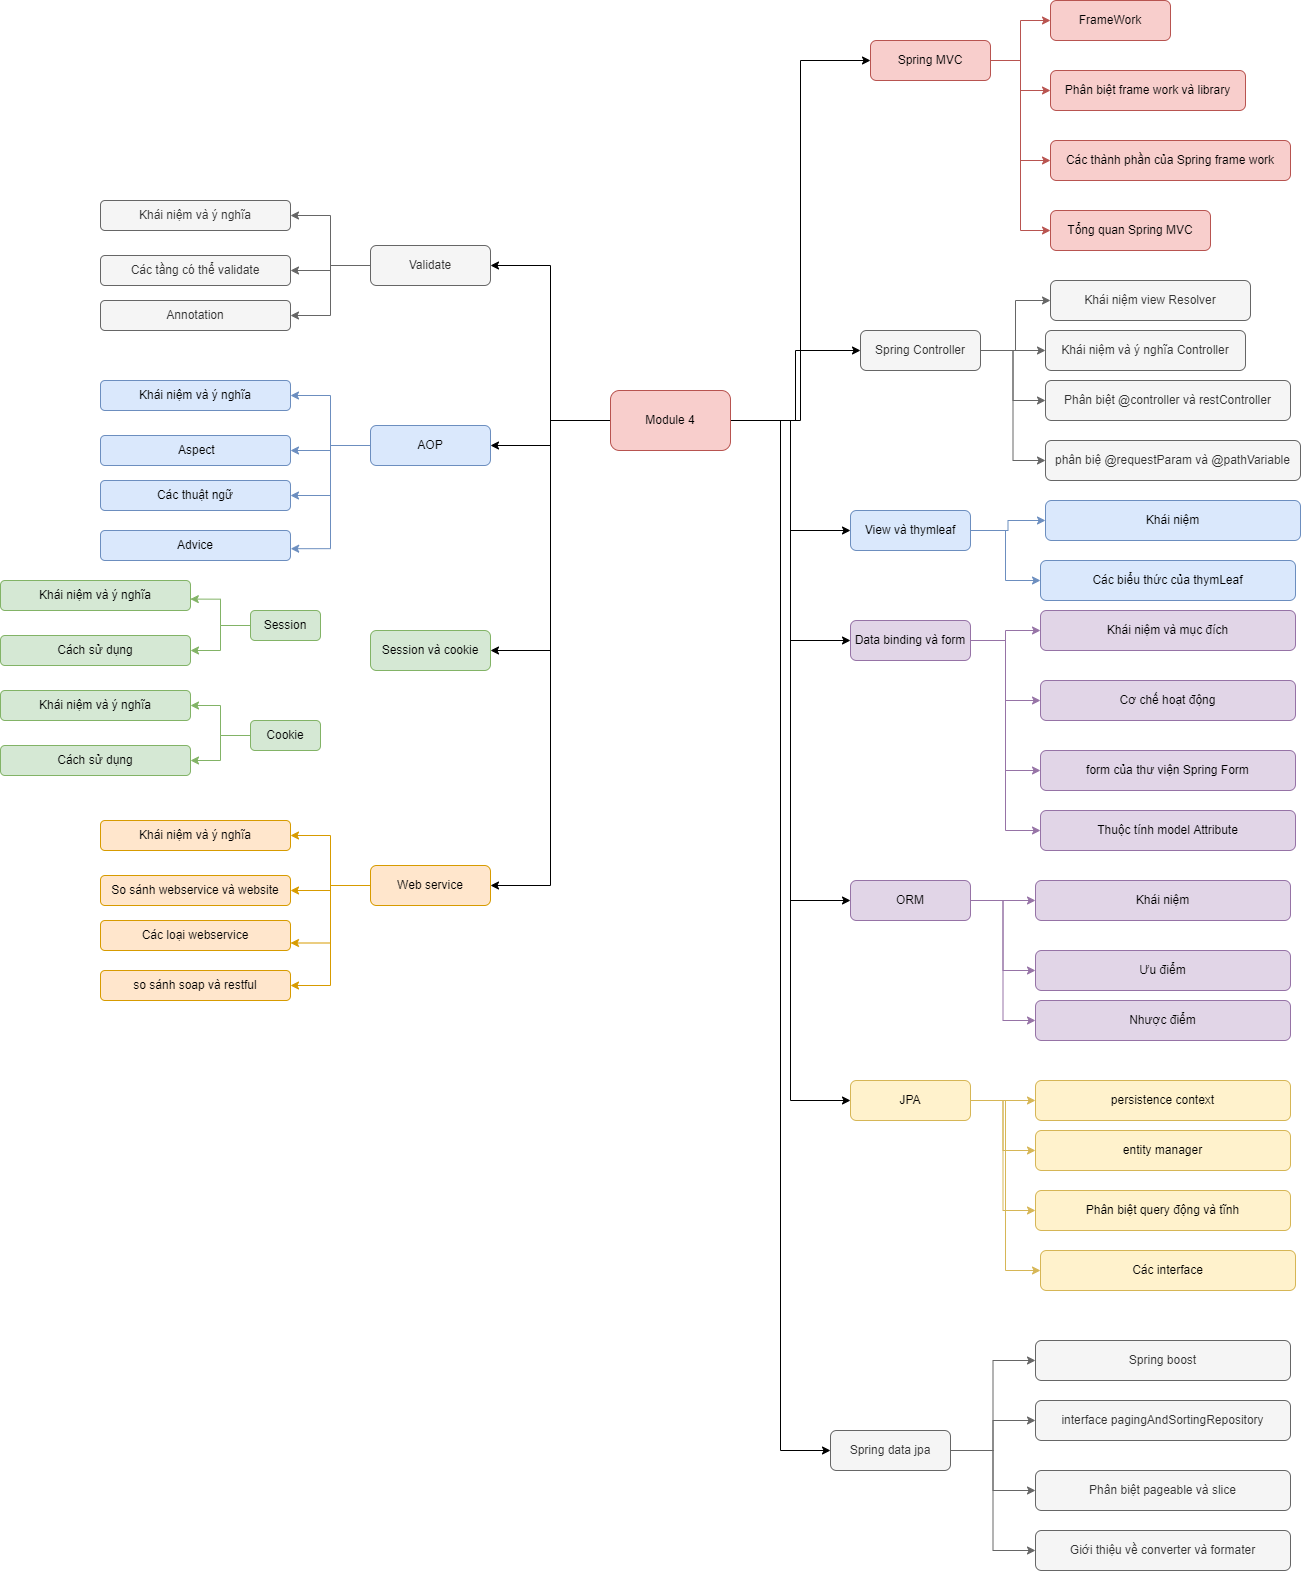 Module 4
Spring MVC
FrameWork
Phân biệt frame work và library
Các thành phần của Spring frame work
Tổng quan Spring MVC
Spring Controller
Khái niệm view Resolver
Khái niệm và ý nghĩa Controller
Phân biệt @controller và restController
phân biệ @requestParam và @pathVariable
View và thymleaf
Khái niệm
Các biểu thức của thymLeaf
Data binding và form
Khái niệm và mục đích
Cơ chế hoạt động
form của thư viện Spring Form
Thuộc tính model Attribute
ORM
Khái niệm
Ưu điểm
Nhược điểm
JPA
persistence context
entity manager
Phân biệt query động và tĩnh
Các interface
Spring data jpa
Spring boost
interface pagingAndSortingRepository
Phân biệt pageable và slice
Giới thiệu về converter và formater
Validate
Khái niệm và ý nghĩa
Các tầng có thể validate
Annotation
AOP
Khái niệm và ý nghĩa
Aspect
Các thuật ngữ
Advice
Session và cookie
Session
Khái niệm và ý nghĩa
Cách sử dụng
Cookie
Khái niệm và ý nghĩa
Cách sử dụng
Web service
Khái niệm và ý nghĩa
So sánh webservice và website
Các loại webservice
so sánh soap và restful